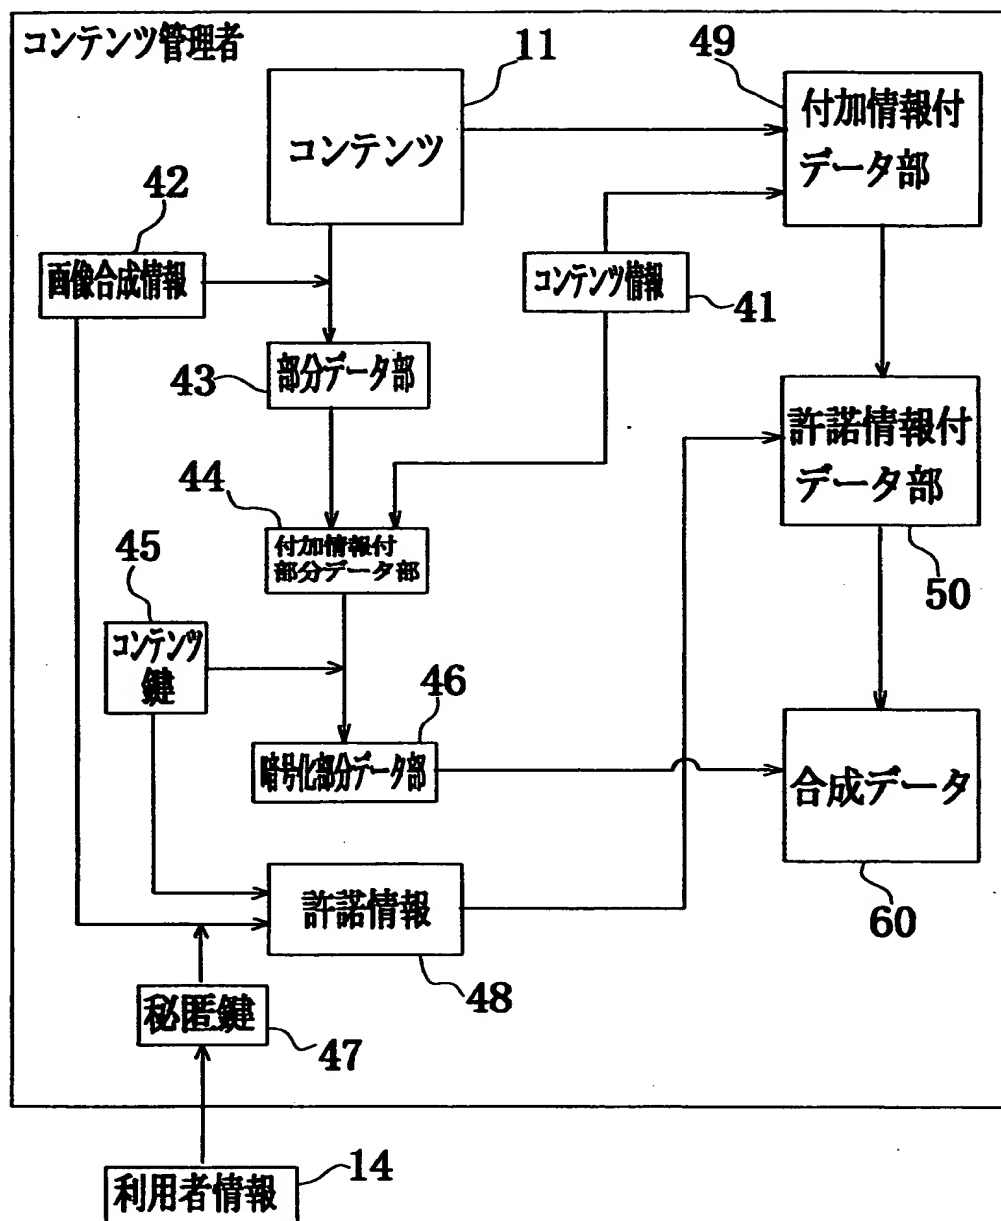 コンテンツ管理者
11
49
コンテンツ
付加情報付
データ部
42
画像合成情報
コンテンツ情報
41
43
部分データ部
許諾情報付
データ部
44
付加情報付
部分データ部
50
45
コンテンツ
鍵
46
暗号化部分データ部
合成データ
60
許諾情報
48
秘匿鍵
47
利用者情報
14